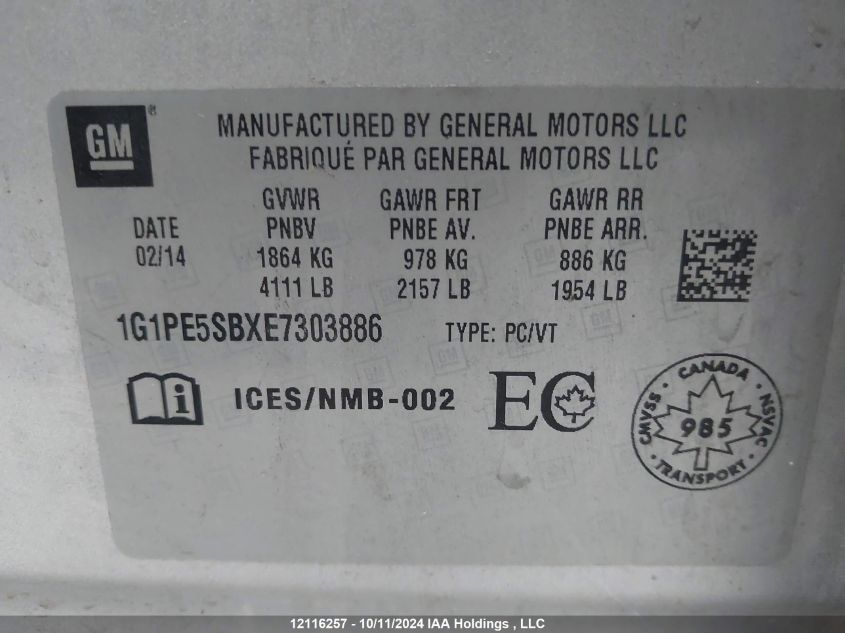 GM ®
MANUFACTURED BY GENERAL MOTORS LLC
FABRIQUÉ PAR GENERAL MOTORS LLC
GVWR GAWR FRT GAWR RR
DATE PNBV PNBE AV. PNBE ARR.
02/14 1864 KG 978 KG 886 KG
4111 LB 2157 LB 1954 LB
1G1PE5SBXE7303886 TYPE: PC/VT
i ICES/NMB-002 EC
CANADA
CMVSS 985 NSVAC
TRANSPORT
12116257 - 10/11/2024 IAA Holdings , LLC